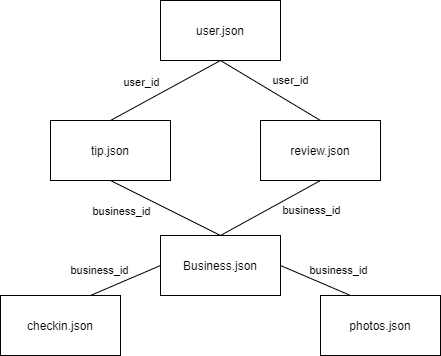 user.json
user_id
user_id
tip.json
review.json
business_id
business_id
Business.json
business_id
business_id
checkin.json
photos.json